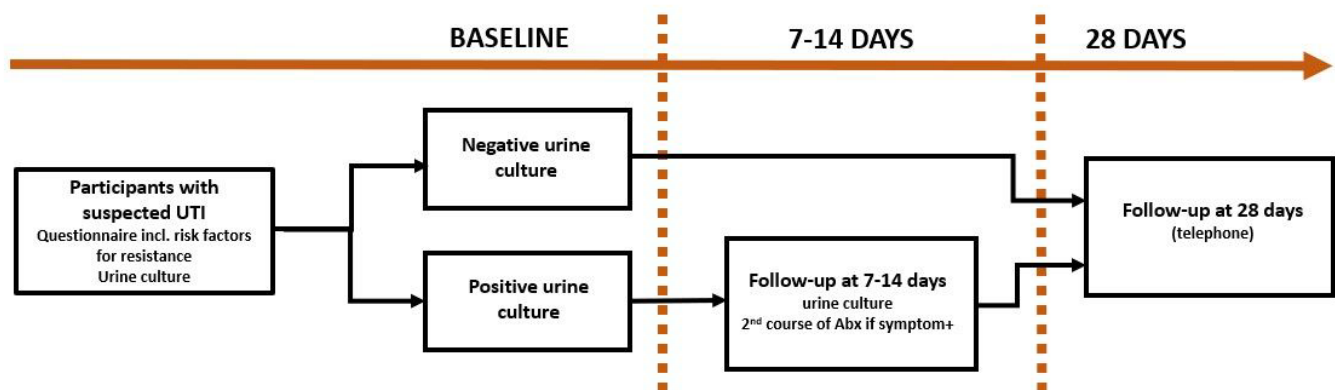 BASELINE
7-14 DAYS
28 DAYS
Participants with
suspected UTI
Questionnaire incl. risk factors
for resistance
Urine culture
Negative urine
culture
Positive urine
culture
Follow-up at 7-14 days
urine culture
2nd course of Abx if symptom+
Follow-up at 28 days
(telephone)